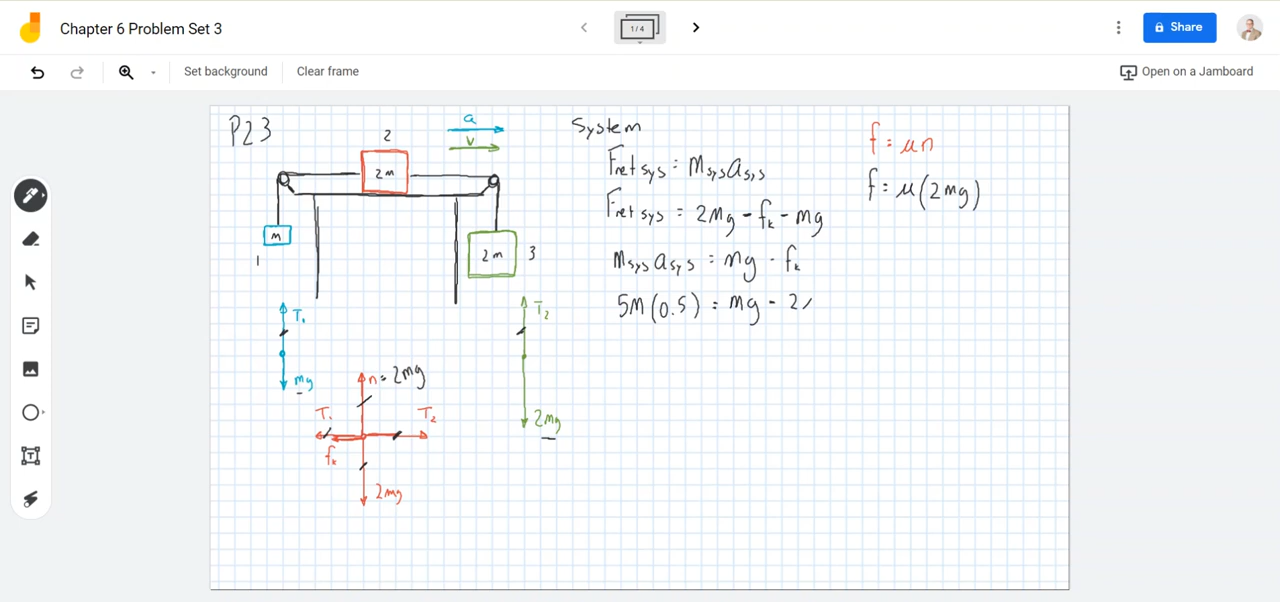 Chapter 6 Problem Set 3
1/4
Share
Set background
Clear frame
Open on a Jamboard
P23
2
a
v
2m
m
1
2m
3
System
Fnet sys = Msys asys
Fnet sys = 2Mg - fk - mg
Msys asys = mg - fk
5M(0.5) = mg - 2
f = μn
f = μ(2mg)
T1
mg
n = 2mg
T1
T2
fk
2mg
T2
2mg